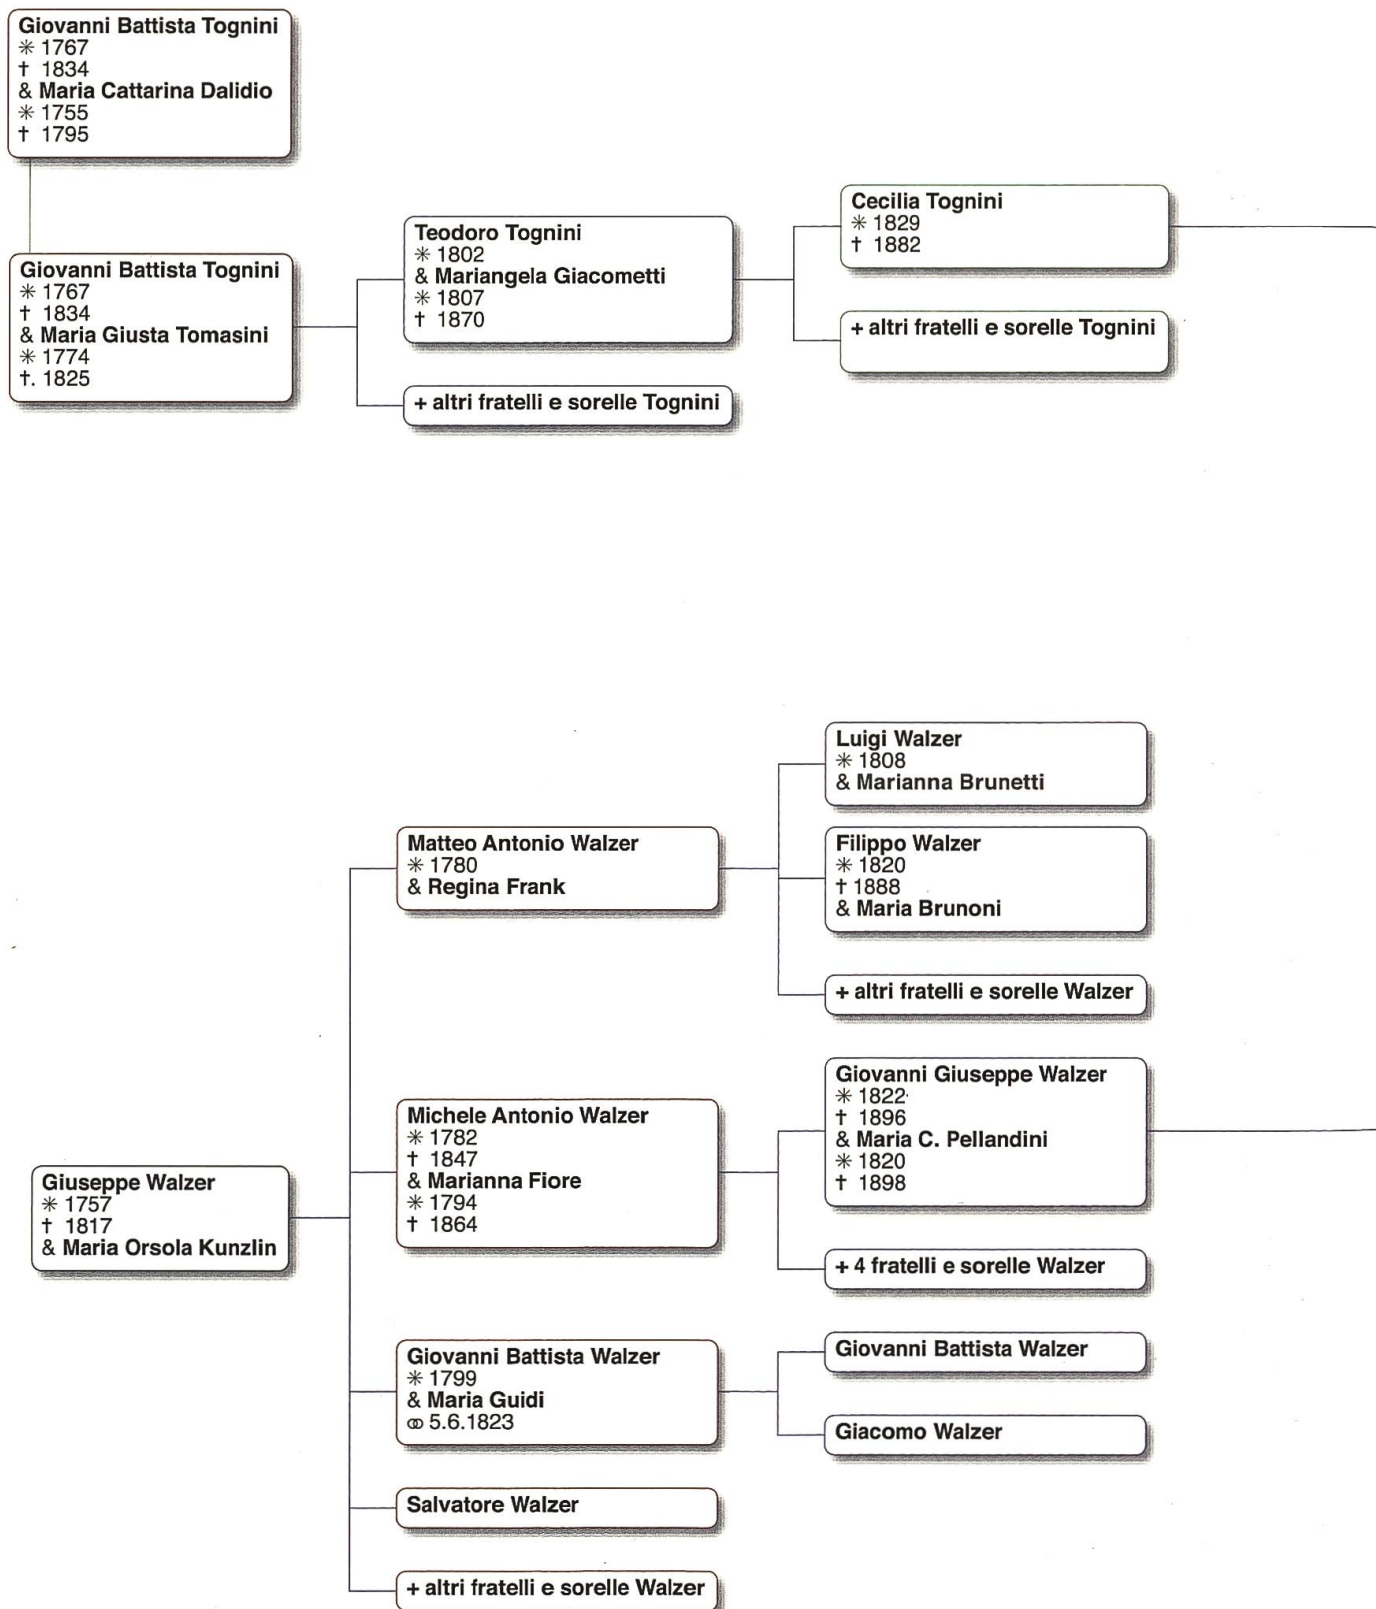 Giovanni Battista Tognini
✳ 1767
† 1834
& Maria Cattarina Dalidio
✳ 1755
† 1795
Giovanni Battista Tognini
✳ 1767
† 1834
& Maria Giusta Tomasini
✳ 1774
†. 1825
Teodoro Tognini
✳ 1802
& Mariangela Giacometti
✳ 1807
† 1870
+ altri fratelli e sorelle Tognini
Cecilia Tognini
✳ 1829
† 1882
+ altri fratelli e sorelle Tognini
Giuseppe Walzer
✳ 1757
† 1817
& Maria Orsola Kunzlin
Matteo Antonio Walzer
✳ 1780
& Regina Frank
Luigi Walzer
✳ 1808
& Marianna Brunetti
Filippo Walzer
✳ 1820
† 1888
& Maria Brunoni
+ altri fratelli e sorelle Walzer
Michele Antonio Walzer
✳ 1782
† 1847
& Marianna Fiore
✳ 1794
† 1864
Giovanni Giuseppe Walzer
✳ 1822
† 1896
& Maria C. Pellandini
✳ 1820
† 1898
+ 4 fratelli e sorelle Walzer
Giovanni Battista Walzer
✳ 1799
& Maria Guidi
⚭ 5.6.1823
Giovanni Battista Walzer
Giacomo Walzer
Salvatore Walzer
+ altri fratelli e sorelle Walzer